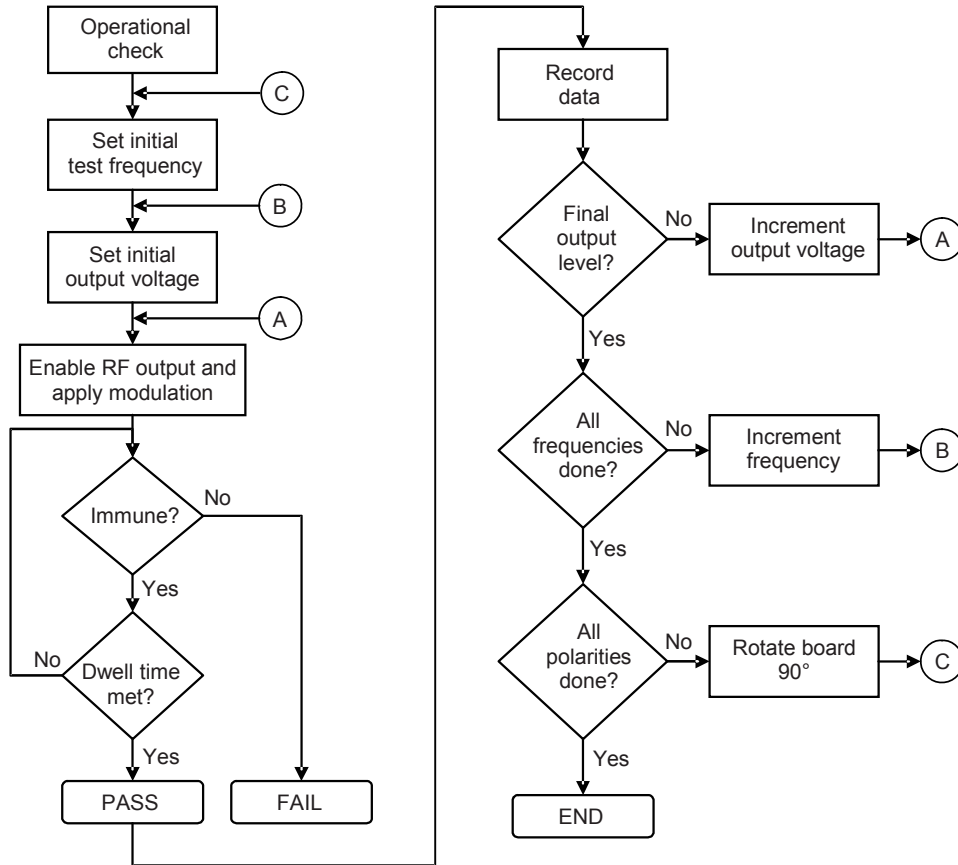 Operational
check
C
Set initial
test frequency
B
Set initial
output voltage
A
Enable RF output and
apply modulation
Immune?
No
Yes
Dwell time
met?
No
Yes
PASS
FAIL
Record
data
Final
output
level?
No
Increment
output voltage
A
Yes
All
frequencies
done?
No
Increment
frequency
B
Yes
All
polarities
done?
No
Rotate board
90°
C
Yes
END